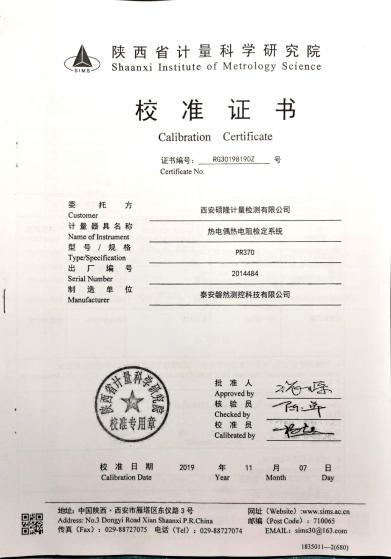 SIMS
陕西省计量科学研究院
Shaanxi Institute of Metrology Science
校准证书
Calibration Certificate
证书编号: RG30198190Z 号
Certificate No.
委托方 西安硕隆计量检测有限公司
Customer
计量器具名称 热电偶热电阻检定系统
Name of Instrument
型号/规格 PR370
Type/Specification
出厂编号 2014484
Serial Number
制造单位 泰安磐然测控科技有限公司
Manufacturer
陕西省计量科学研究院
校准专用章
批准人
Approved by
核验员
Checked by
校准员
Calibrated by
校准日期 2019 年 11 月 07 日
Calibration Date Year Month Day
地址: 中国陕西·西安市雁塔区东仪路3号 网址(Website):www.sims.ac.cn
Address: No.3 Dongyi Road Xian Shaanxi P.R.China 邮编(Post Code):710065
传真(Fax):029-88727075 电话(Tel):029-88727074 EMAIL: sims30@163.com
1835011—2(680)